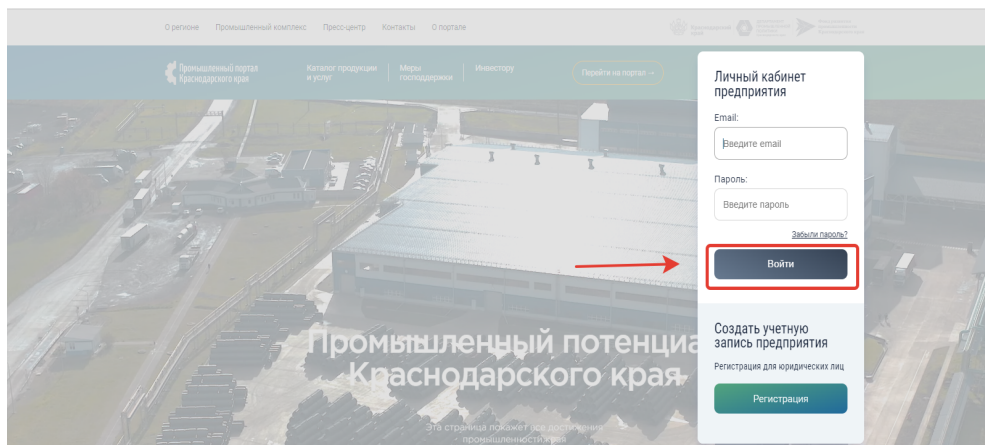 О регионе Промышленный комплекс Пресс-центр Контакты О портале
Промышленный портал
Краснодарского края
Каталог продукции
и услуг
Меры
господдержки
Инвестору
Перейти на портал →
Личный кабинет
предприятия
Email:
Введите email
Пароль:
Введите пароль
Забыли пароль?
Войти
Промышленный потенциа
Краснодарского края
Эта страница покажет все достижения
промышленности края
Создать учетную
запись предприятия
Регистрация для юридических лиц
Регистрация